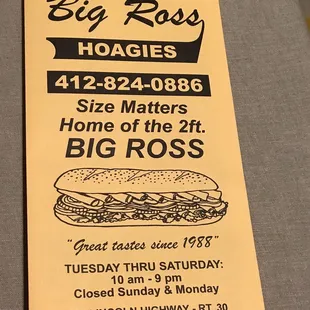 Big Ross
HOAGIES
412-824-0886
Size Matters
Home of the 2ft.
BIG ROSS
"Great tastes since 1988"
TUESDAY THRU SATURDAY:
10 am - 9 pm
Closed Sunday & Monday
HIGHWAY - RT. 30